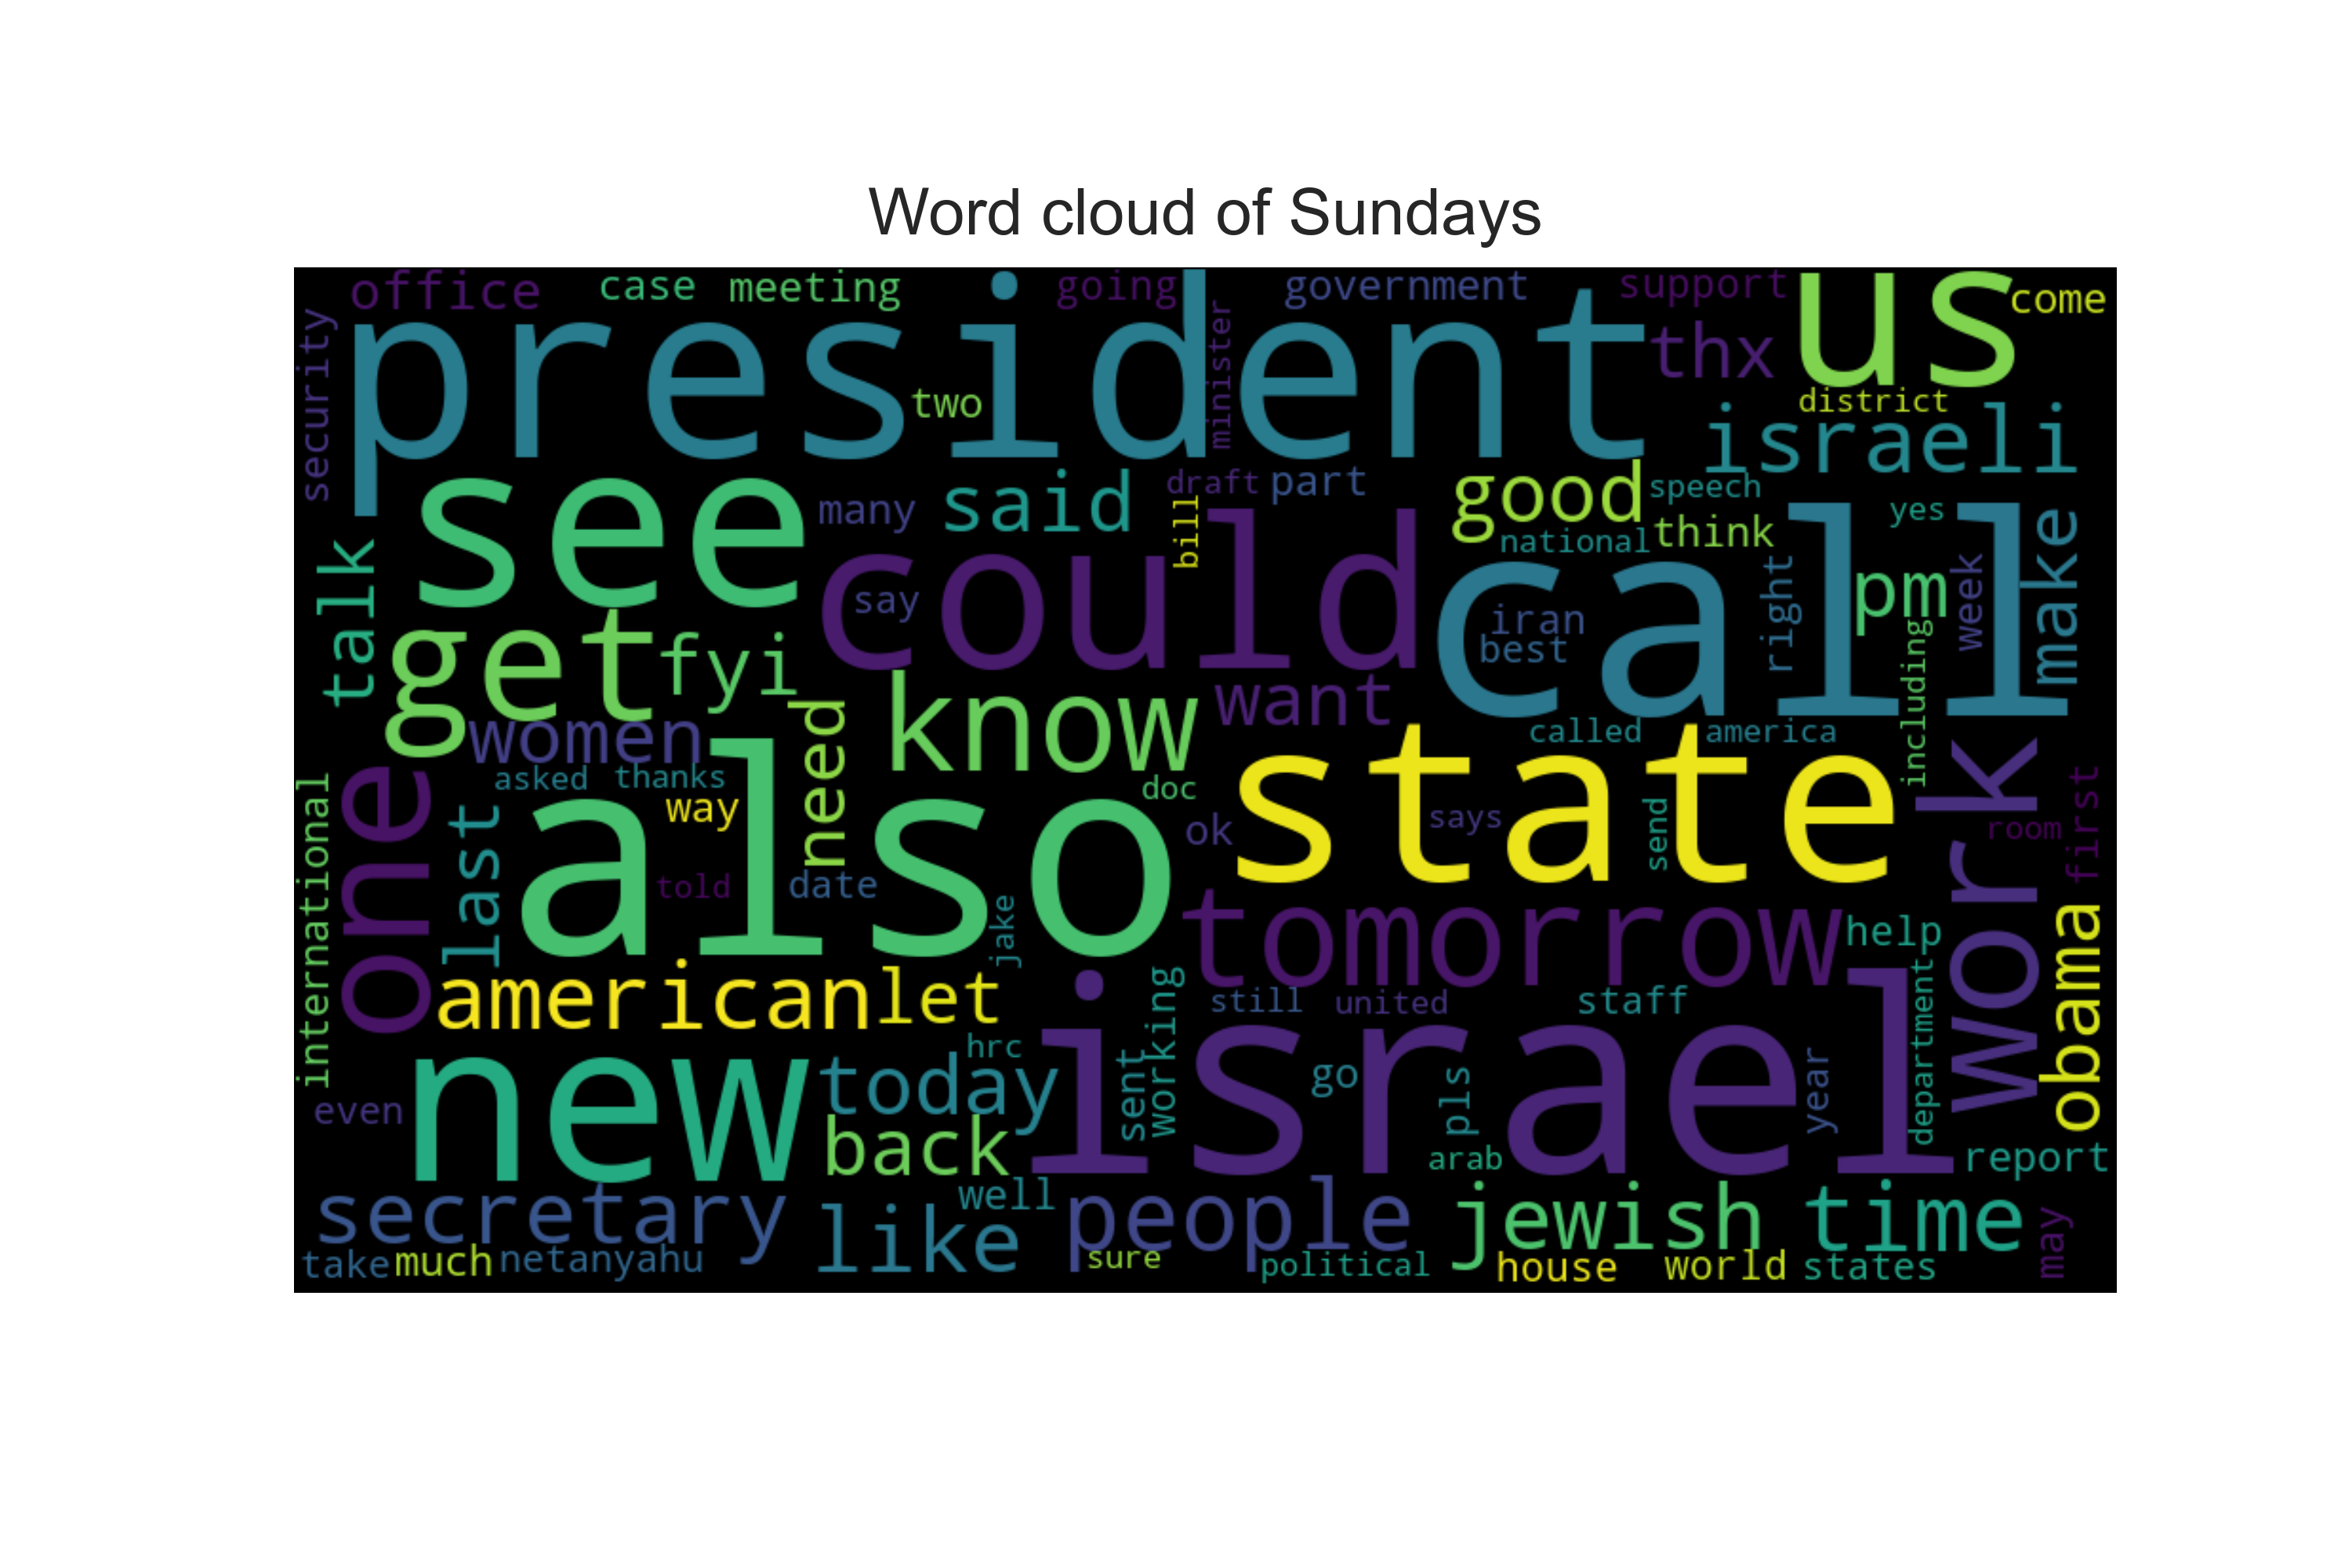 Word cloud of Sundays
office
case
meeting
going
government
support
us
come
security
president
minister
thx
two
district
israeli
see
many
said
draft
part
bill
good
speech
national
think
yes
talk
could
say
call
iran
best
right
pm
week
make
including
get
fyi
women
need
know
want
called
america
asked
thanks
way
doc
state
ok
says
send
work
room
first
international
one
last
also
told
date
jake
tomorrow
help
obama
american
let
working
still
united
staff
department
new
hrc
today
sent
israel
go
pls
year
even
back
arab
report
secretary
like
well
people
jewish
time
may
take
much
netanyahu
sure
political
house
world
states